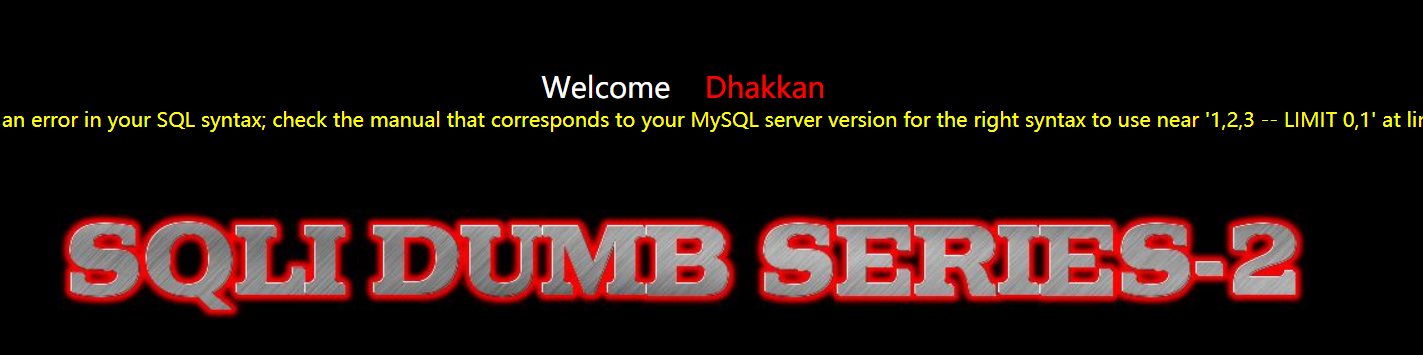 Welcome Dhakkan
an error in your SQL syntax; check the manual that corresponds to your MySQL server version for the right syntax to use near '1,2,3 -- LIMIT 0,1' at
SQLI DUMB SERIES-2